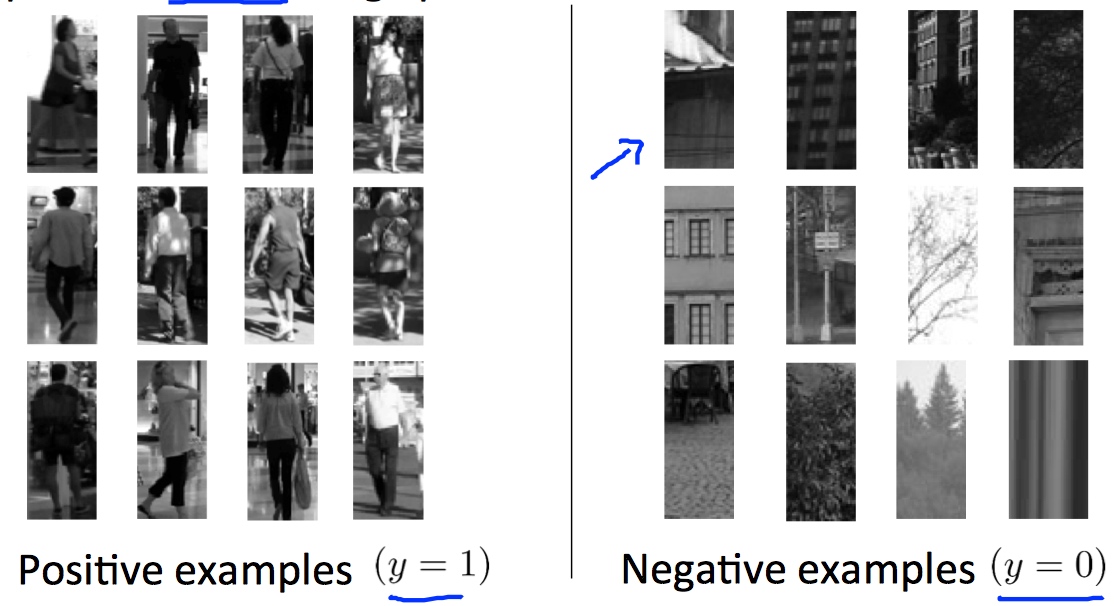 Positive examples (y = 1)
Negative examples (y = 0)